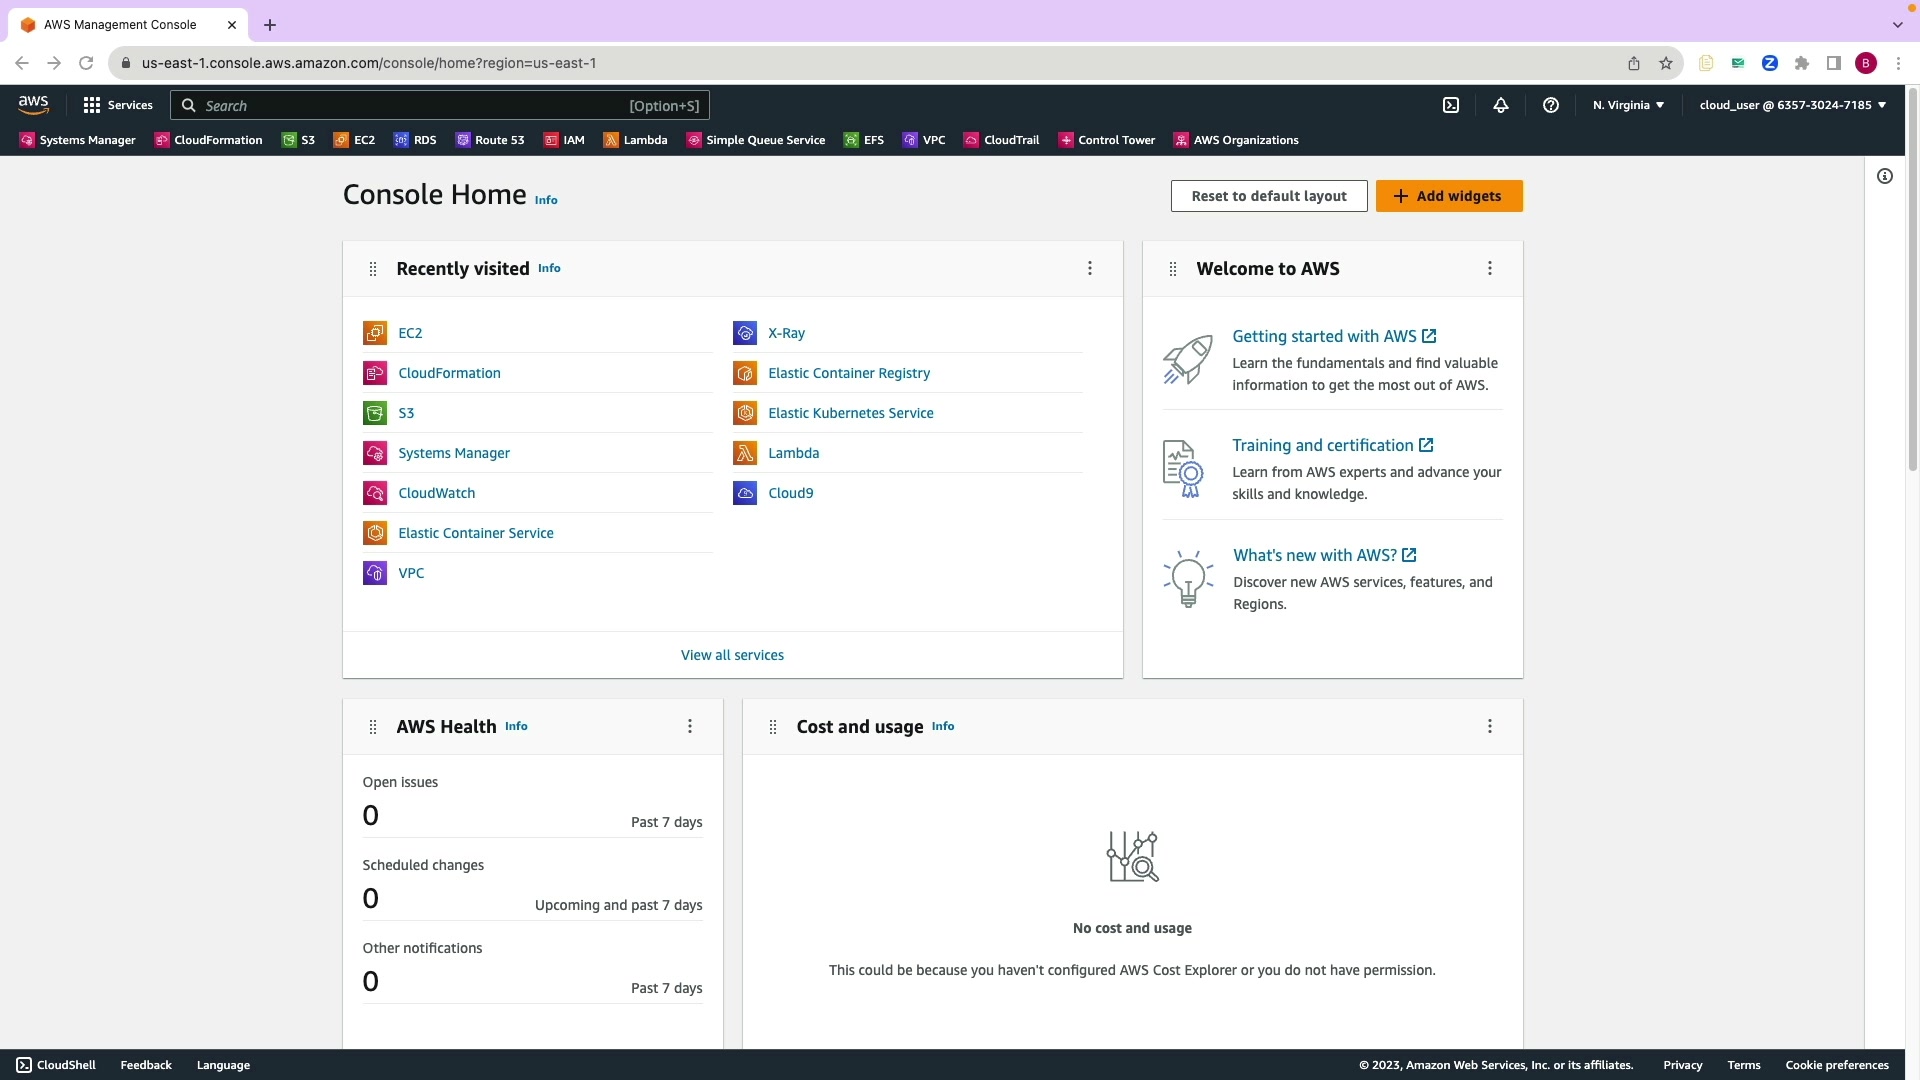 AWS Management Console
us-east-1.console.aws.amazon.com/console/home?region=us-east-1
B
aws
Services
Search
[Option+S]
N. Virginia
cloud_user @ 6357-3024-7185
Systems Manager
CloudFormation
S3
EC2
RDS
Route 53
IAM
Lambda
Simple Queue Service
EFS
VPC
CloudTrail
Control Tower
AWS Organizations
Console Home Info
Reset to default layout
Add widgets
Recently visited Info
EC2
CloudFormation
S3
Systems Manager
CloudWatch
Elastic Container Service
VPC
X-Ray
Elastic Container Registry
Elastic Kubernetes Service
Lambda
Cloud9
View all services
Welcome to AWS
Getting started with AWS
Learn the fundamentals and find valuable
information to get the most out of AWS.
Training and certification
Learn from AWS experts and advance your
skills and knowledge.
What's new with AWS?
Discover new AWS services, features, and
Regions.
AWS Health Info
Open issues
0
Past 7 days
Scheduled changes
0
Upcoming and past 7 days
Other notifications
0
Past 7 days
Cost and usage Info
No cost and usage
This could be because you haven't configured AWS Cost Explorer or you do not have permission.
CloudShell
Feedback
Language
© 2023, Amazon Web Services, Inc. or its affiliates.
Privacy
Terms
Cookie preferences